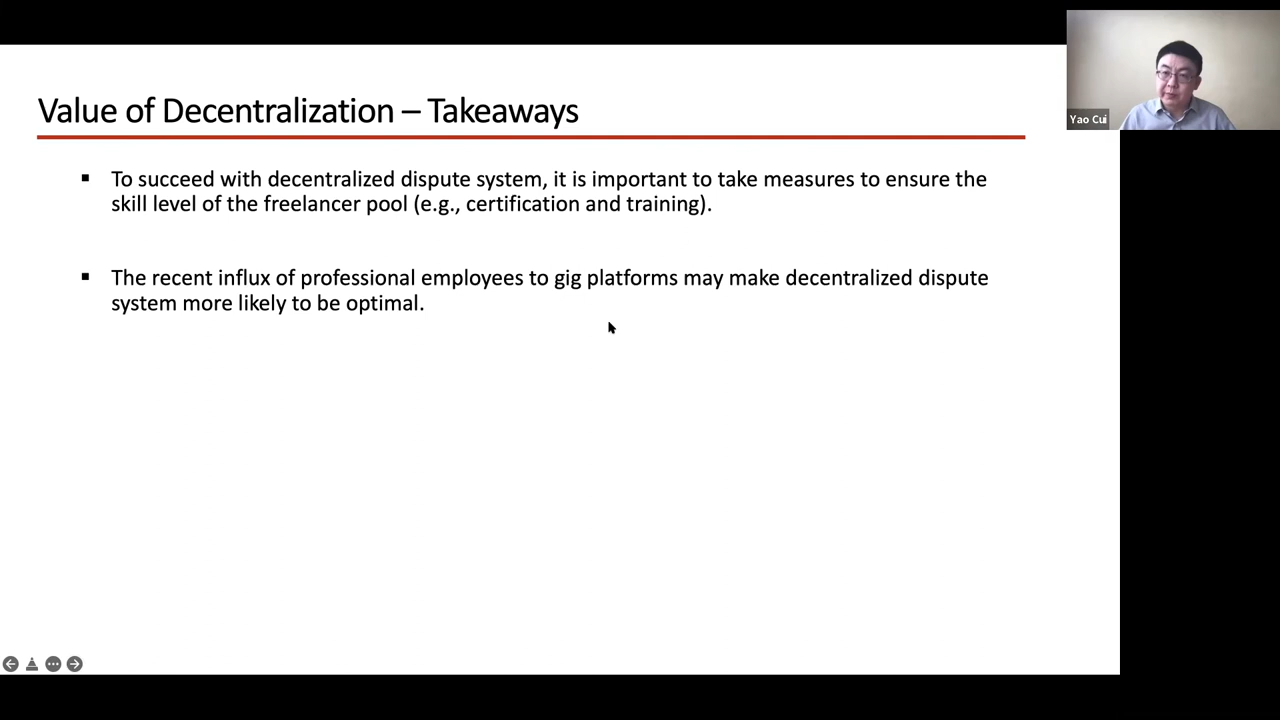 Value of Decentralization – Takeaways
▪ To succeed with decentralized dispute system, it is important to take measures to ensure the
skill level of the freelancer pool (e.g., certification and training).
▪ The recent influx of professional employees to gig platforms may make decentralized dispute
system more likely to be optimal.
Yao Cui